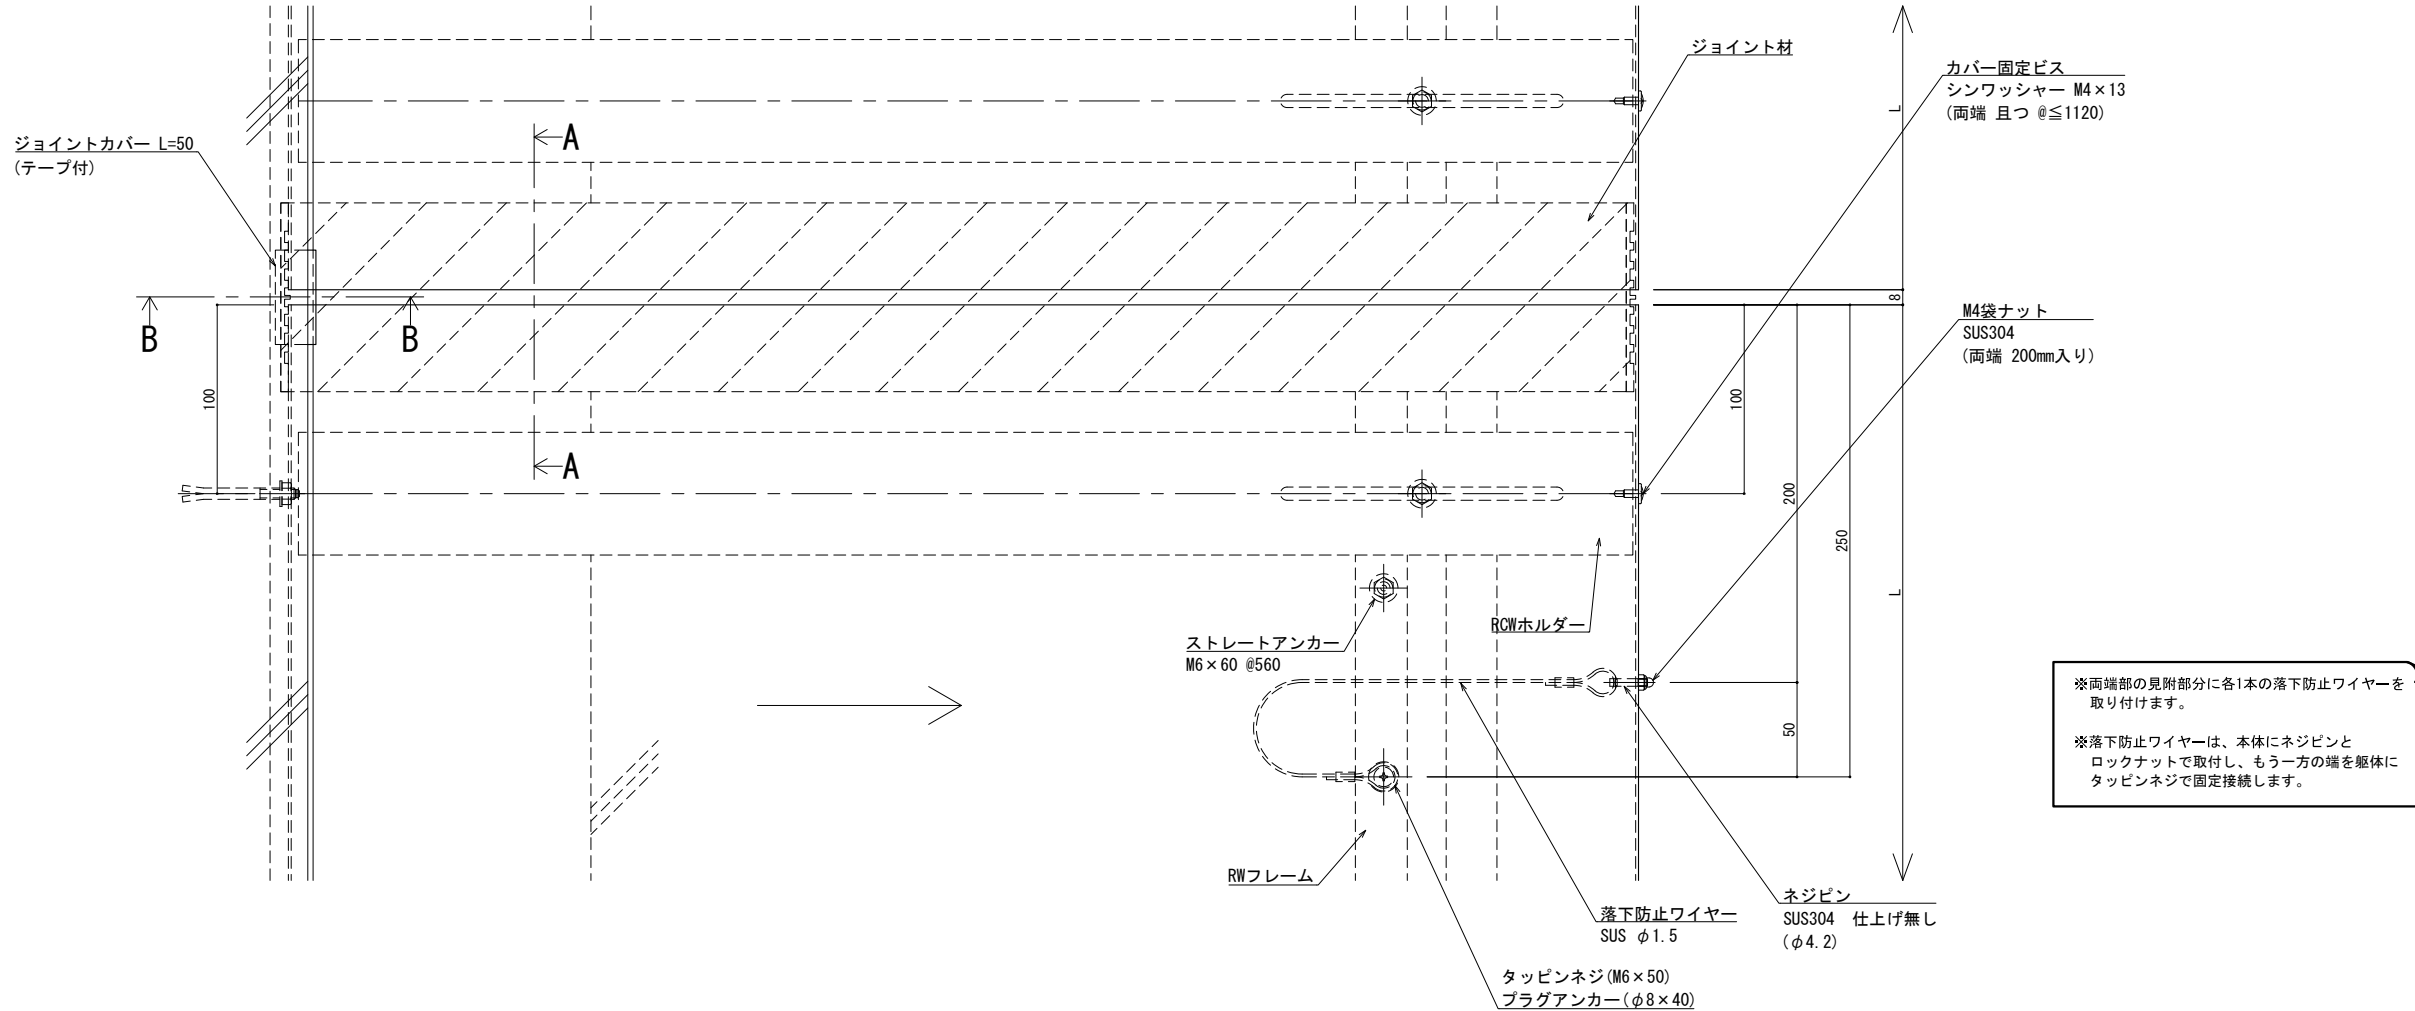 ジョイント材
カバー固定ビス
シンワッシャー M4×13
(両端 且つ @≦1120)
L
ジョイントカバー L=50
(テープ付)
A
B
B
8
M4袋ナット
SUS304
(両端 200mm入り)
100
100
A
200
250
L
ストレートアンカー
M6×60 @560
RCWホルダー
50
※両端部の見附部分に各1本の落下防止ワイヤーを
取り付けます。
※落下防止ワイヤーは、本体にネジピンと
ロックナットで取付し、もう一方の端を躯体に
タッピンネジで固定接続します。
RWフレーム
落下防止ワイヤー
SUS φ1.5
ネジピン
SUS304 仕上げ無し
(φ4.2)
タッピンネジ(M6×50)
プラグアンカー(φ8×40)